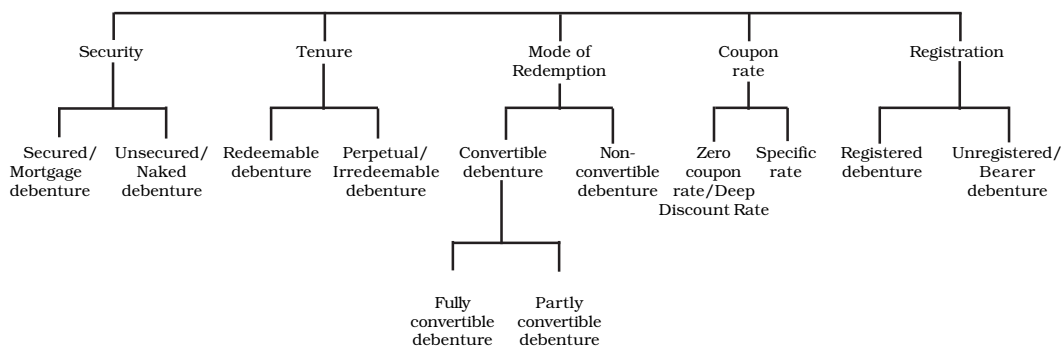 Security
Tenure
Mode of
Redemption
Coupon
rate
Registration
Secured/
Mortgage
debenture
Unsecured/
Naked
debenture
Redeemable
debenture
Perpetual/
Irredeemable
debenture
Convertible
debenture
Non-
convertible
debenture
Zero
coupon
rate/Deep
Discount Rate
Specific
rate
Registered
debenture
Unregistered/
Bearer
debenture
Fully
convertible
debenture
Partly
convertible
debenture